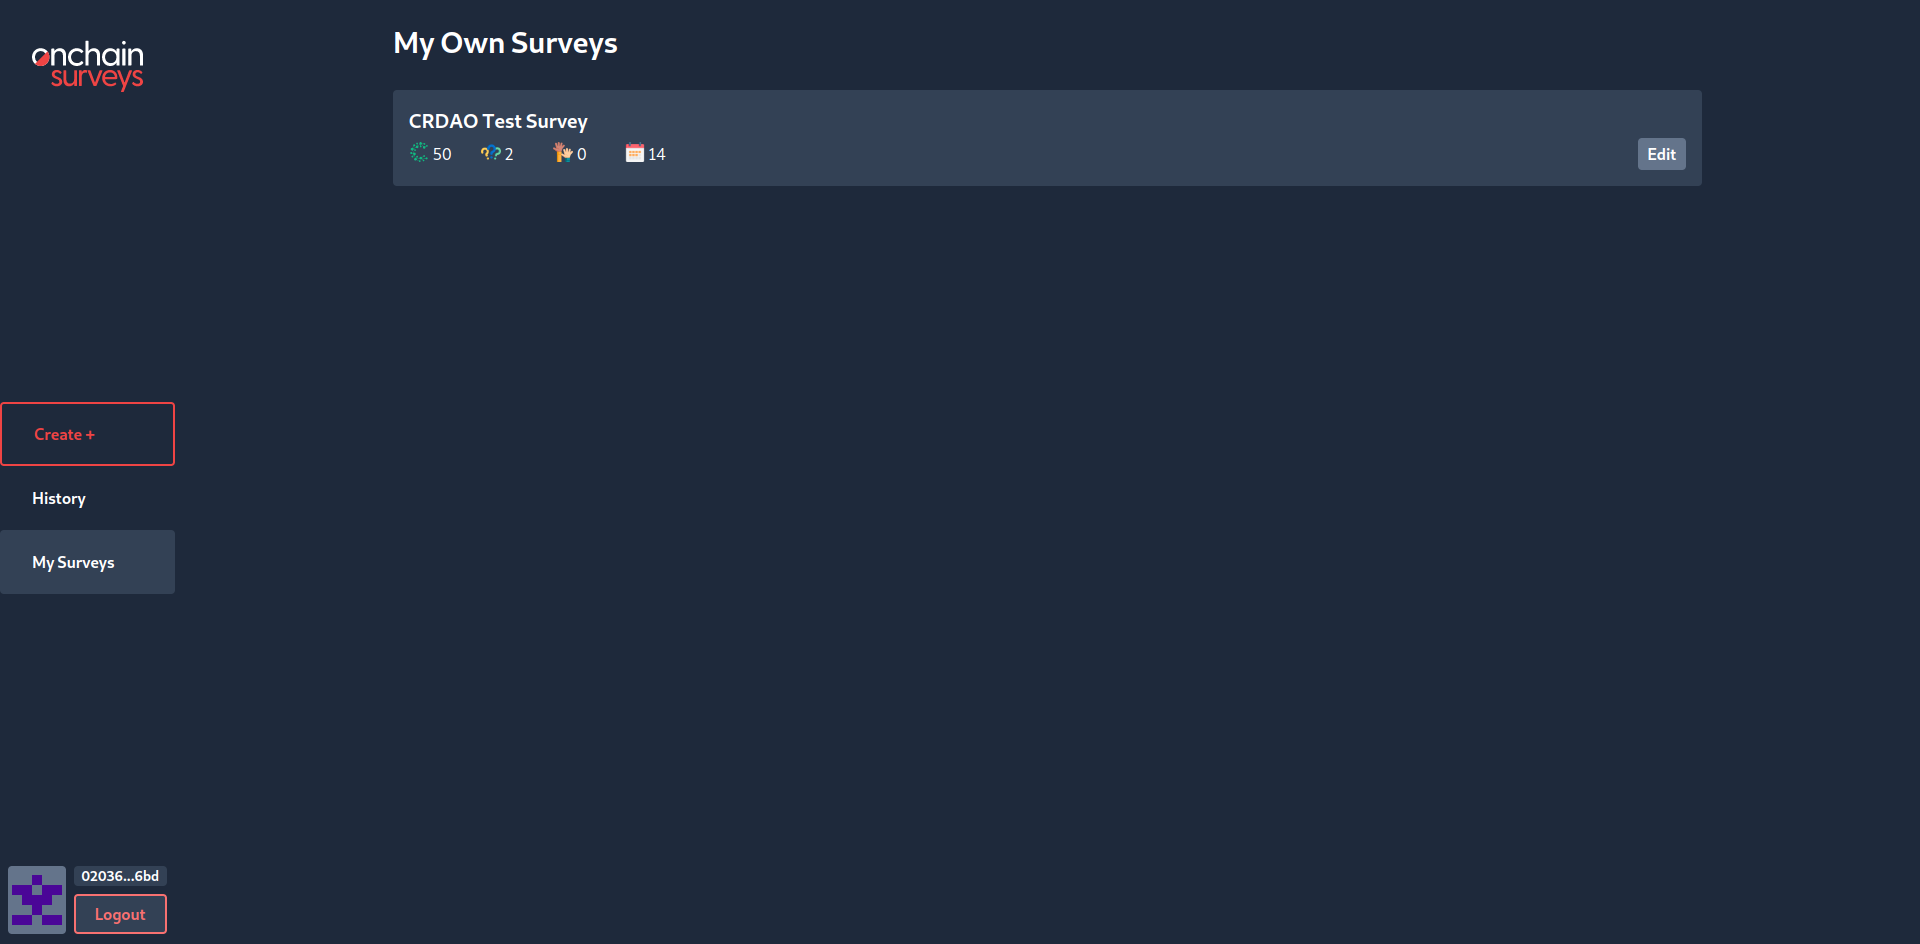 onchain
surveys
My Own Surveys
CRDAO Test Survey
50 2 0 14
Edit
Create +
History
My Surveys
02036...6bd
Logout